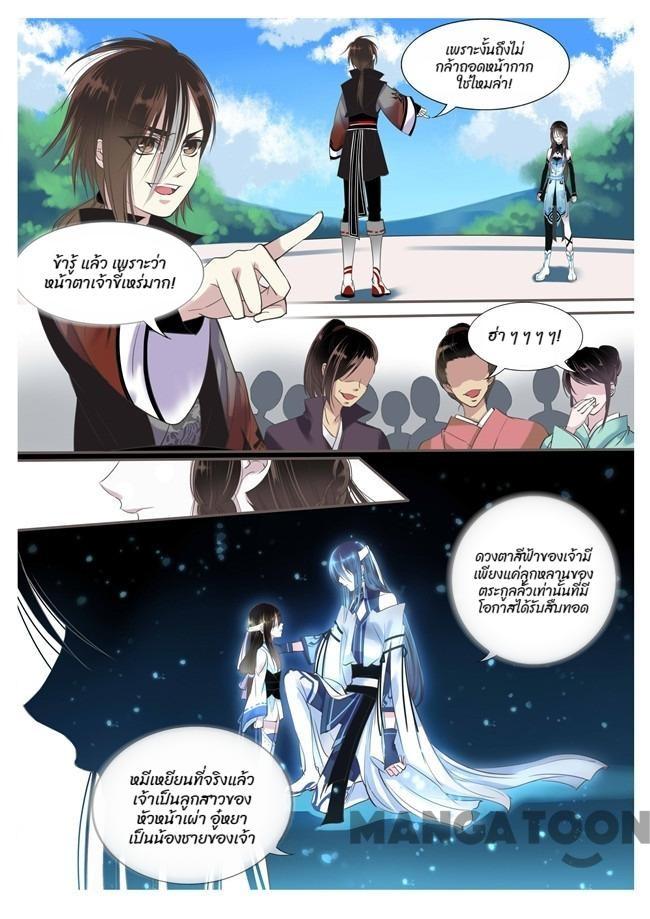 เพราะงั้นถึงไม่
กล้าถอดหน้ากาก
ใช่ไหมล่า!
ข้ารู้ แล้ว เพราะว่า
หน้าตาเจ้าขี้เหร่มาก!
ฮ่า ๆ ๆ ๆ ๆ!
ดวงตาสีฟ้าของเจ้ามี
เพียงแค่ลูกหลานของ
ตระกูลลั่วเท่านั้นที่มี
โอกาสได้รับสืบทอด
หมีเหยียนที่จริงแล้ว
เจ้าเป็นลูกสาวของ
หัวหน้าเผ่า อู๋หยา
เป็นน้องชายของเจ้า
MANGATOON